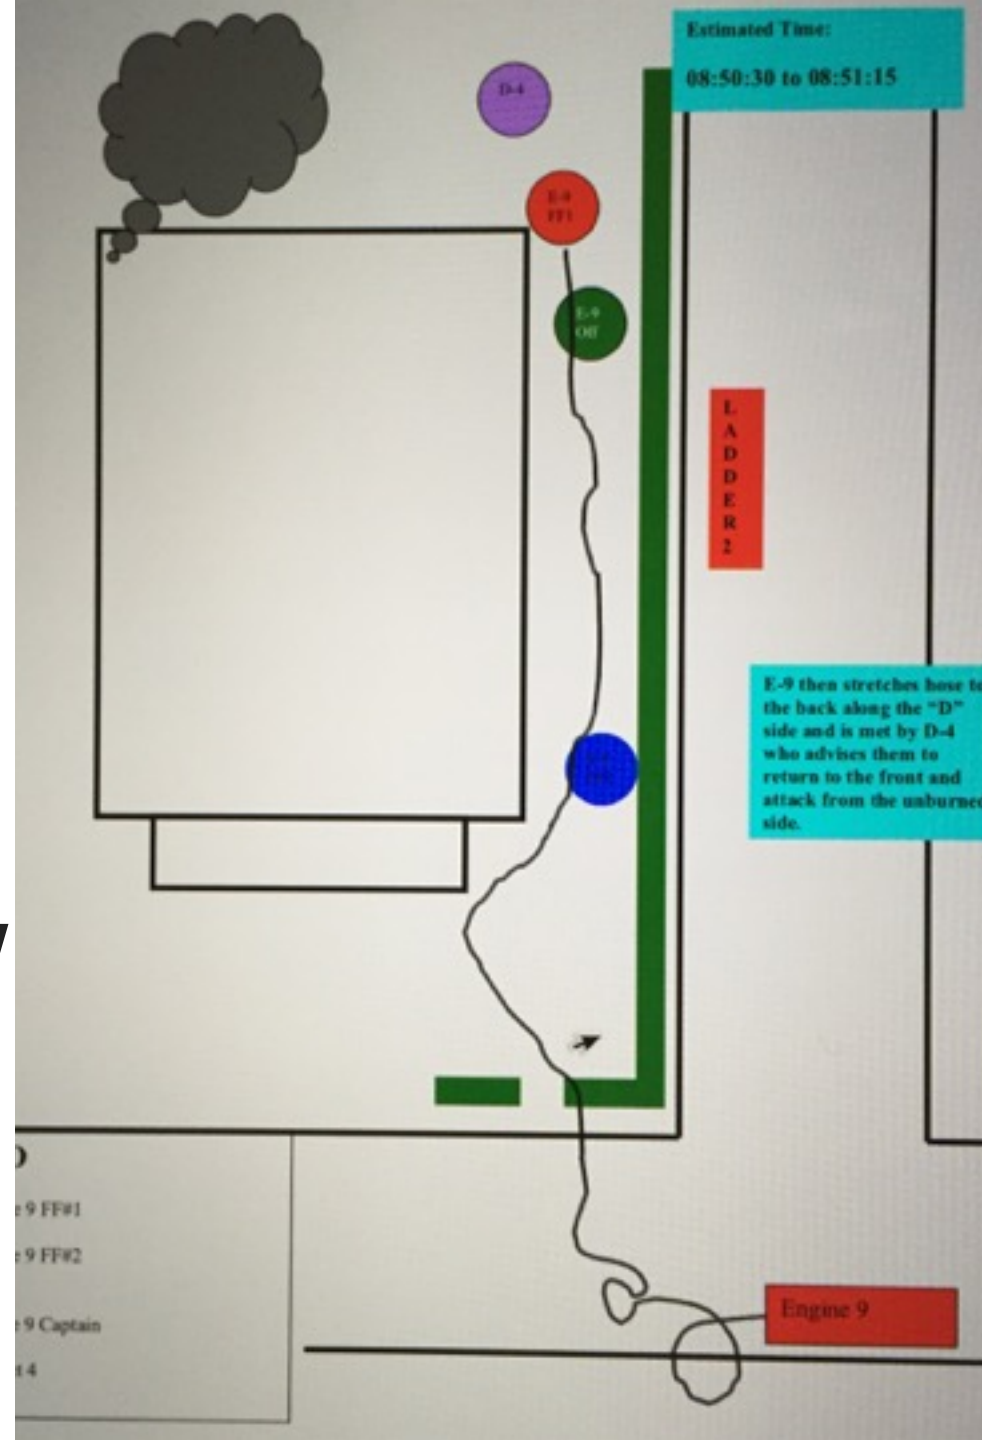 Estimated Time:
08:50:30 to 08:51:15
D-4
E-9
FF1
E-9
Off
L
A
D
D
E
R
2
E-9 then stretches hose to
the back along the “D”
side and is met by D-4
who advises them to
return to the front and
attack from the unburned
side.
9 FF#1
9 FF#2
9 Captain
4
Engine 9